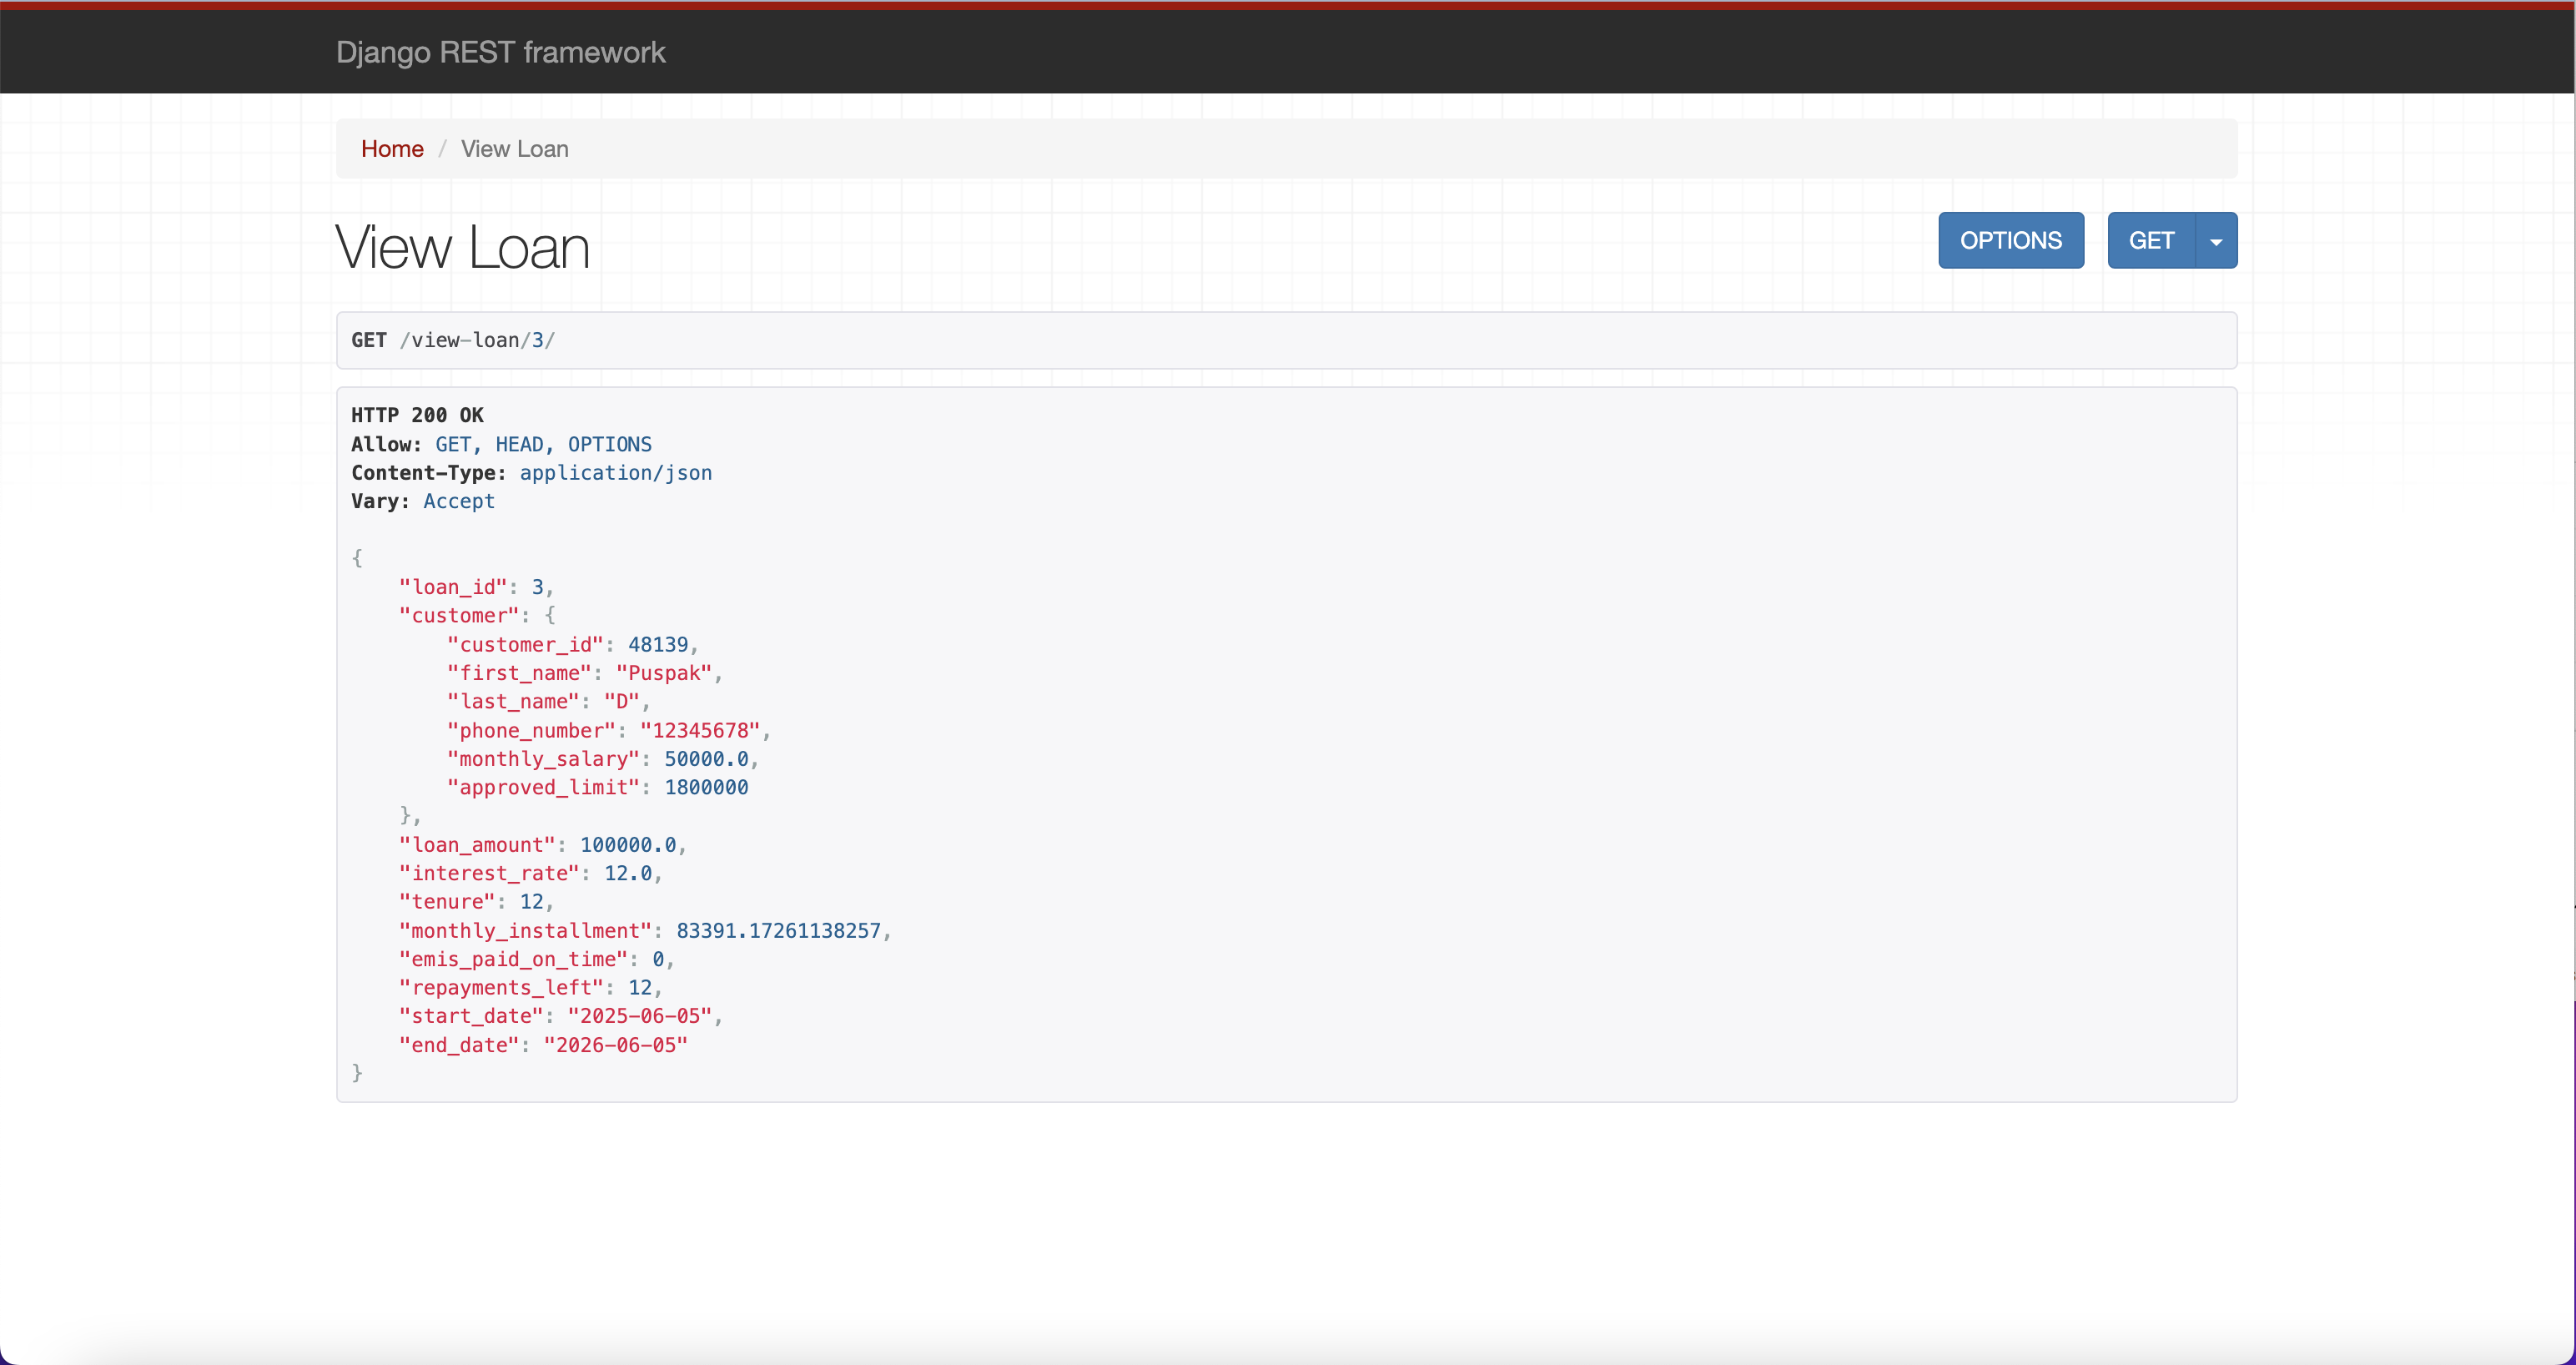 Django REST framework
Home / View Loan
View Loan
OPTIONS
GET
GET /view-loan/3/
HTTP 200 OK
Allow: GET, HEAD, OPTIONS
Content-Type: application/json
Vary: Accept
{
    "loan_id": 3,
    "customer": {
        "customer_id": 48139,
        "first_name": "Puspak",
        "last_name": "D",
        "phone_number": "12345678",
        "monthly_salary": 50000.0,
        "approved_limit": 1800000
    },
    "loan_amount": 100000.0,
    "interest_rate": 12.0,
    "tenure": 12,
    "monthly_installment": 83391.17261138257,
    "emis_paid_on_time": 0,
    "repayments_left": 12,
    "start_date": "2025-06-05",
    "end_date": "2026-06-05"
}